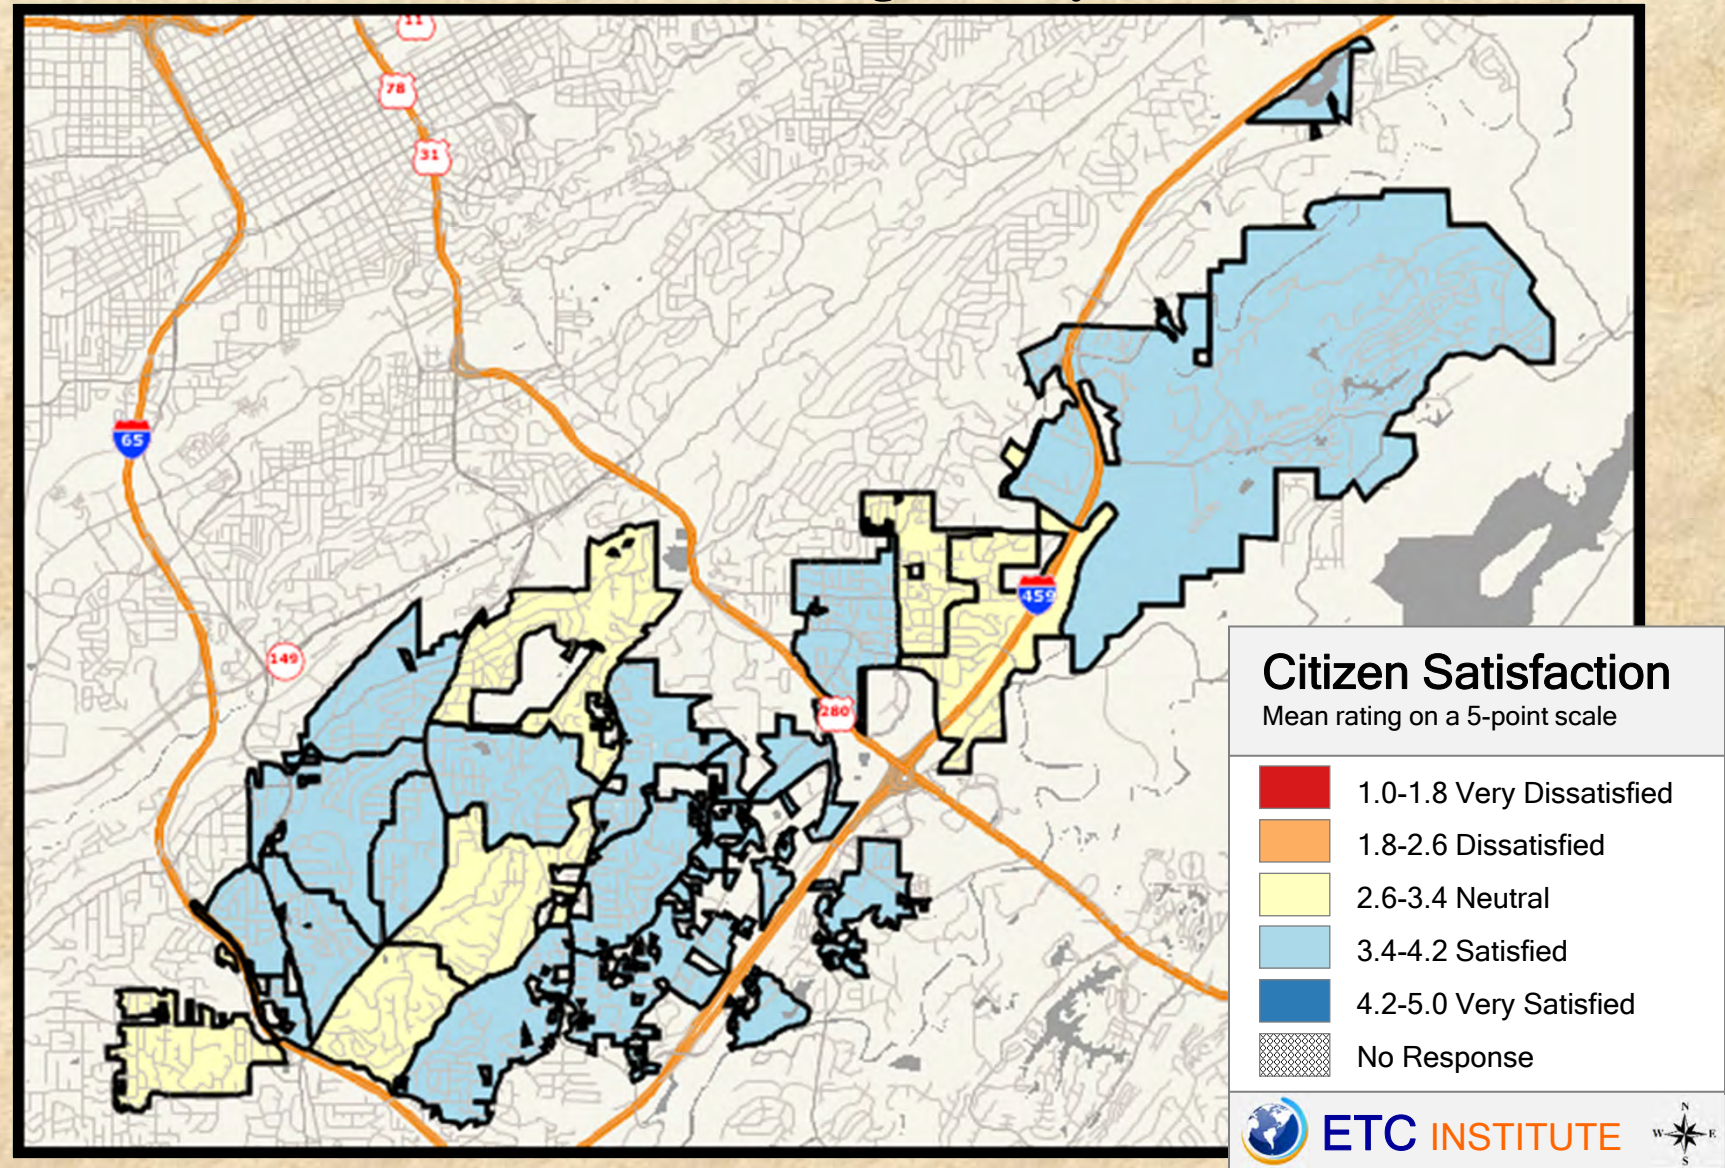 11
78
31
65
149
280
459
Citizen Satisfaction
Mean rating on a 5-point scale
1.0-1.8 Very Dissatisfied
1.8-2.6 Dissatisfied
2.6-3.4 Neutral
3.4-4.2 Satisfied
4.2-5.0 Very Satisfied
No Response
ETC INSTITUTE
N
W E
S